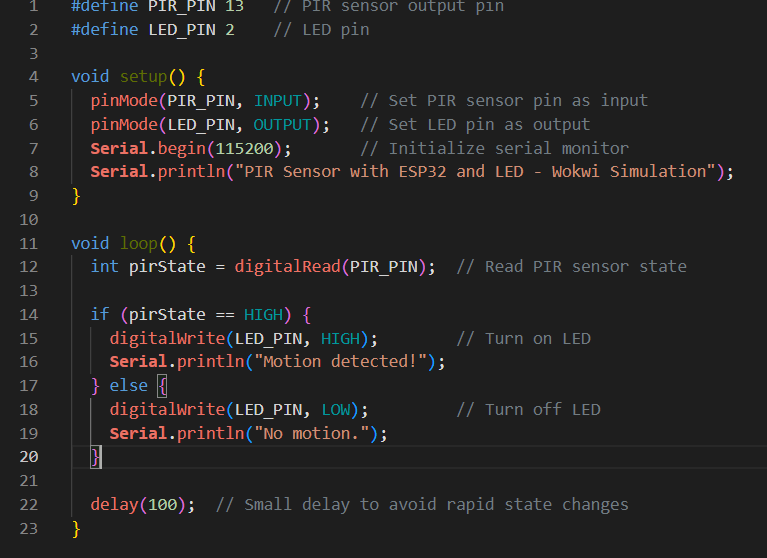 1 #define PIR_PIN 13   // PIR sensor output pin
2 #define LED_PIN 2    // LED pin
3
4 void setup() {
5   pinMode(PIR_PIN, INPUT);    // Set PIR sensor pin as input
6   pinMode(LED_PIN, OUTPUT);   // Set LED pin as output
7   Serial.begin(115200);       // Initialize serial monitor
8   Serial.println("PIR Sensor with ESP32 and LED - Wokwi Simulation");
9 }
10
11 void loop() {
12   int pirState = digitalRead(PIR_PIN);  // Read PIR sensor state
13
14   if (pirState == HIGH) {
15     digitalWrite(LED_PIN, HIGH);        // Turn on LED
16     Serial.println("Motion detected!");
17   } else {
18     digitalWrite(LED_PIN, LOW);         // Turn off LED
19     Serial.println("No motion.");
20   }
21
22   delay(100);  // Small delay to avoid rapid state changes
23 }